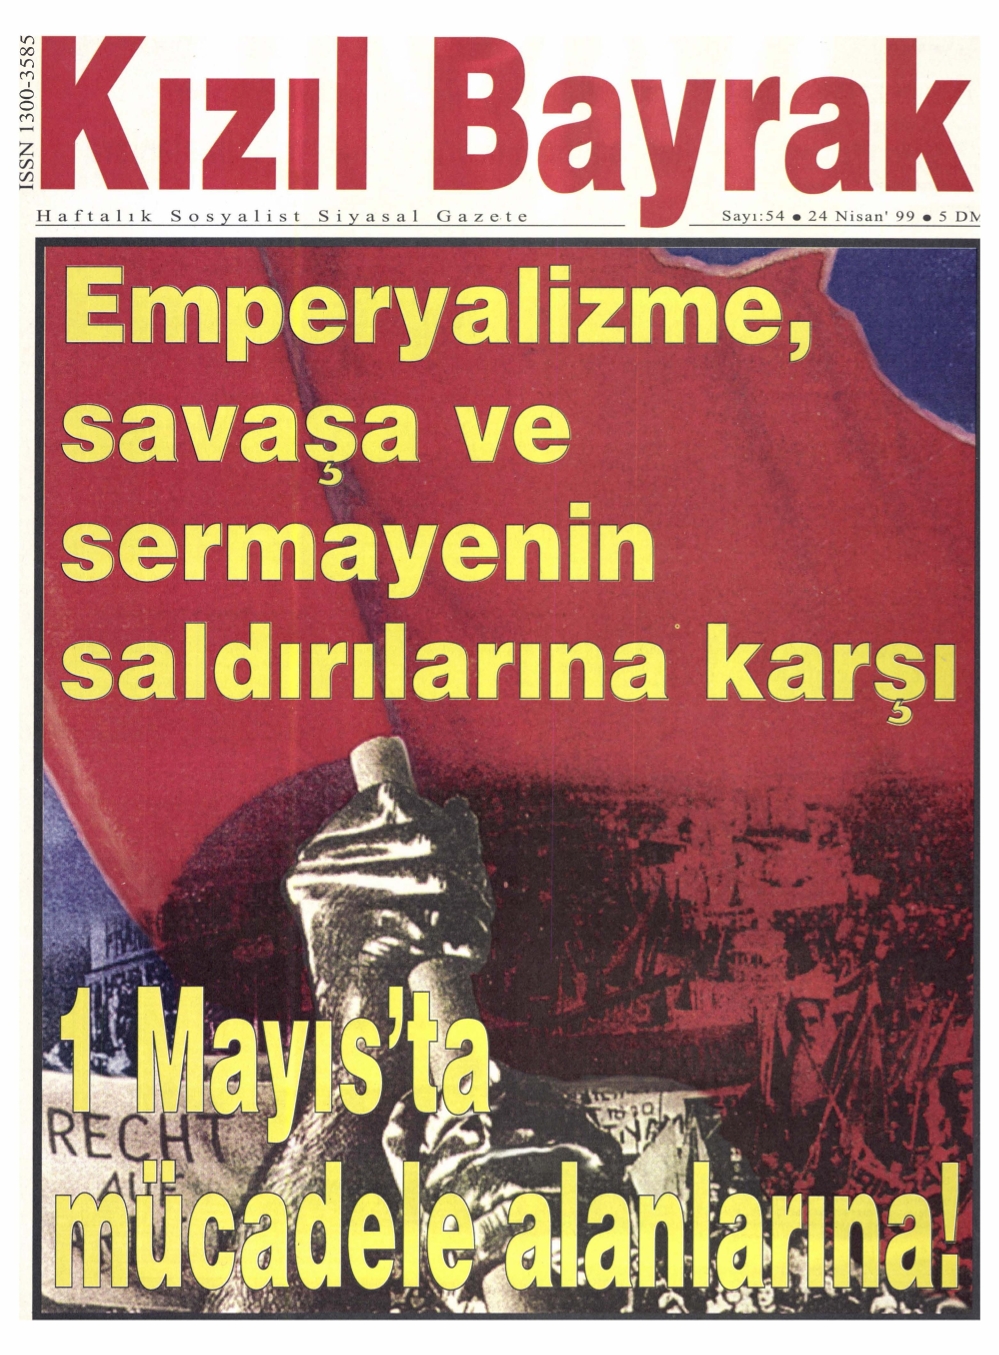 ISSN 1300-3585
Kızıl Bayrak
Haftalık Sosyalist Siyasal Gazete
Sayı:54 ● 24 Nisan' 99 ● 5 DM
Emperyalizme,
savaşa ve
sermayenin
saldırılarına karşı
1 Mayıs'ta
RECHT
AUF
mücadele alanlarına!